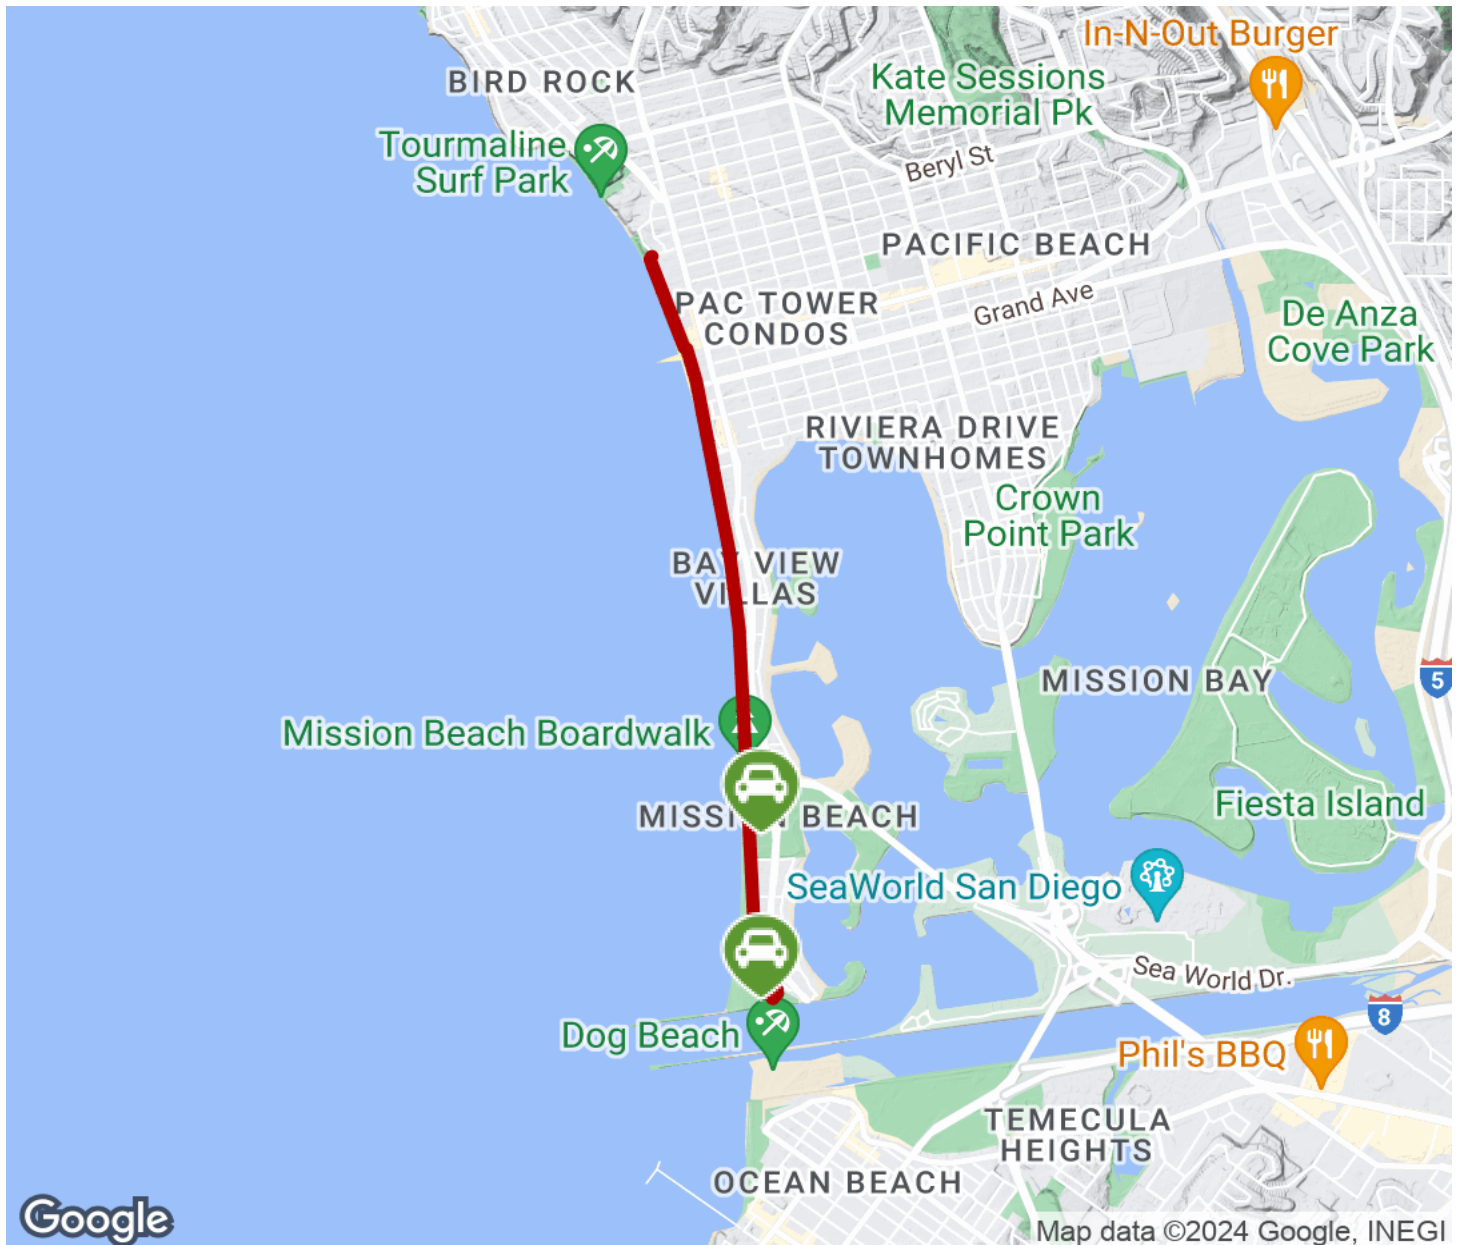 In-N-Out Burger
BIRD ROCK
Kate Sessions
Memorial Pk
Tourmaline
Surf Park
Beryl St
PACIFIC BEACH
PAC TOWER
CONDOS
Grand Ave
De Anza
Cove Park
RIVIERA DRIVE
TOWNHOMES
Crown
Point Park
BAY VIEW
VILLAS
MISSION BAY
5
Mission Beach Boardwalk
Fiesta Island
MISSION BEACH
SeaWorld San Diego
Sea World Dr.
8
Dog Beach
Phil's BBQ
TEMECULA
HEIGHTS
OCEAN BEACH
Google
Map data ©2024 Google, INEGI